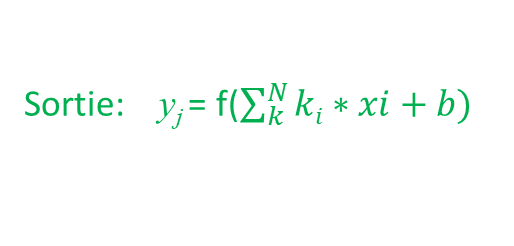 Sortie: yⱼ= f(∑ₖᴺ kᵢ ∗ xi + b)